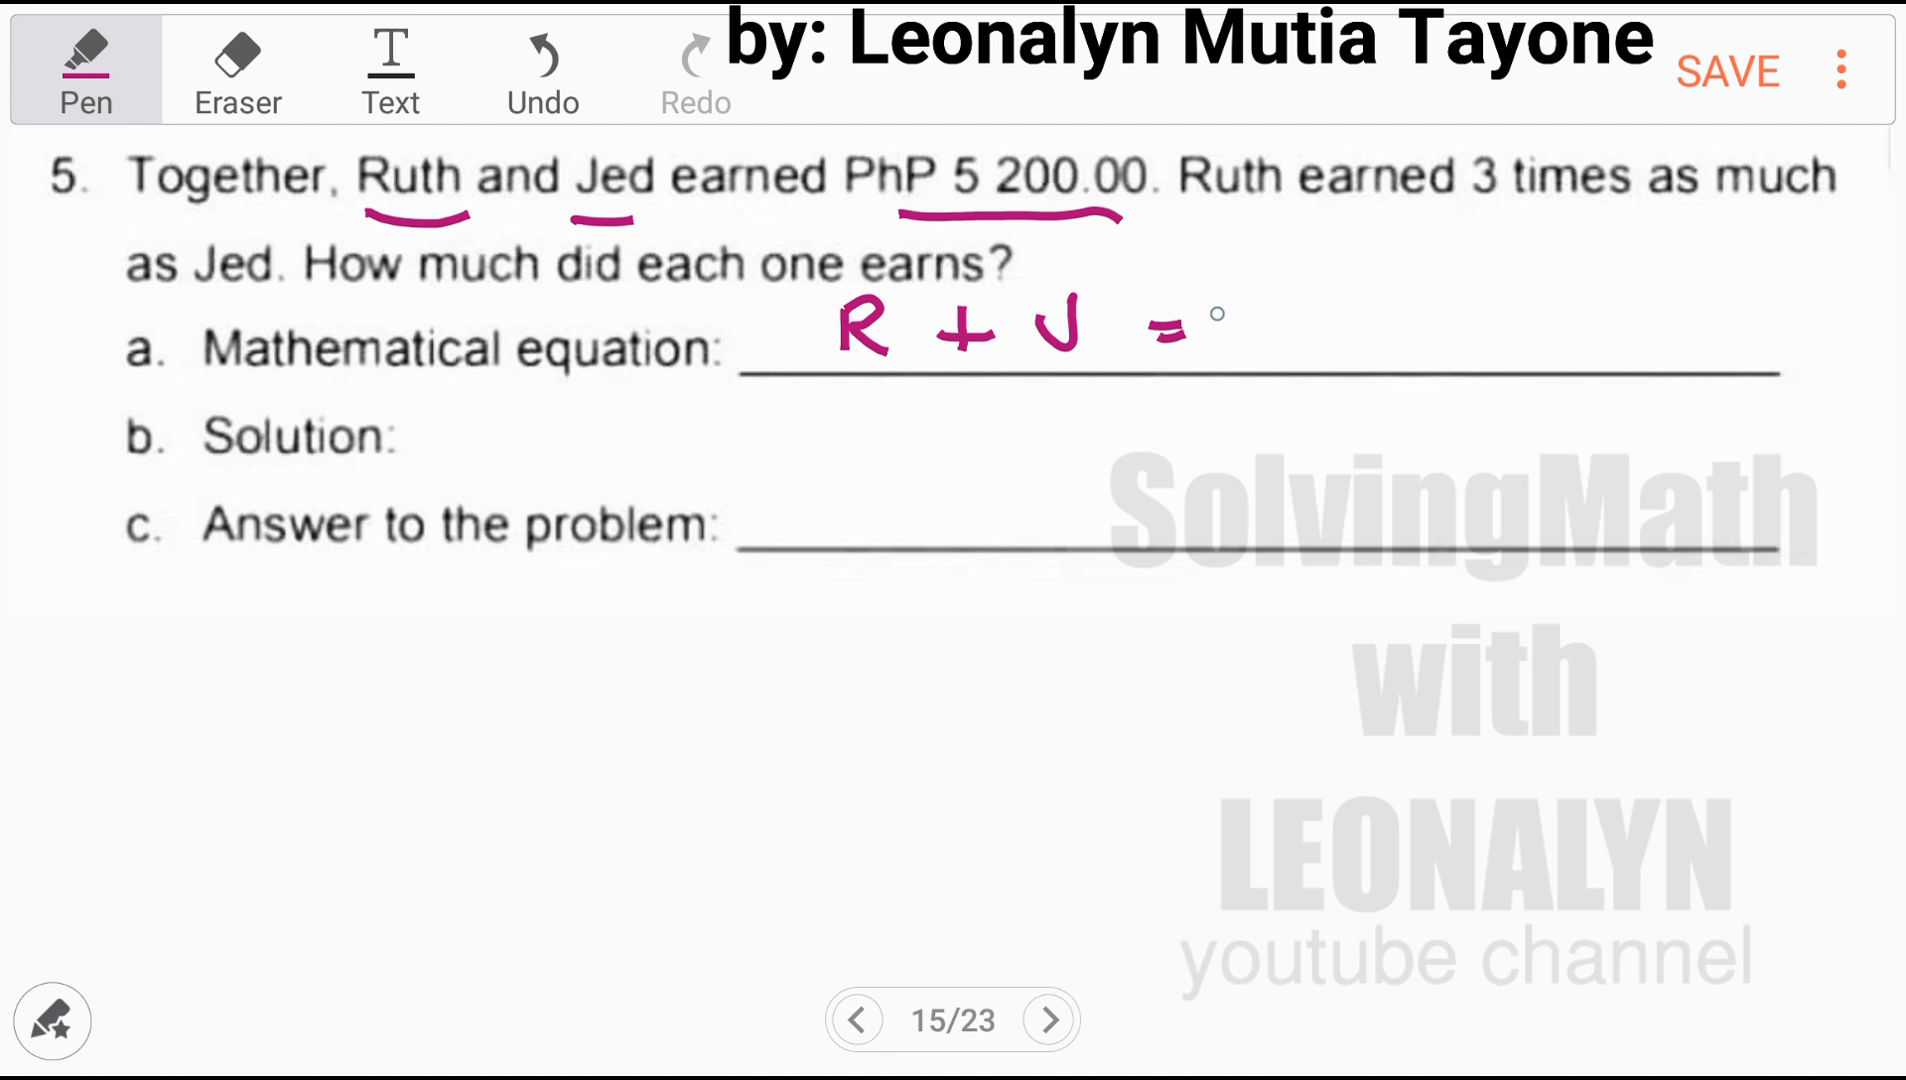 by: Leonalyn Mutia Tayone
Pen Eraser Text Undo Redo SAVE
5. Together, Ruth and Jed earned PhP 5 200.00. Ruth earned 3 times as much
as Jed. How much did each one earns?
a. Mathematical equation: R + J =
b. Solution:
c. Answer to the problem:
SolvingMath
with
LEONALYN
youtube channel
15/23